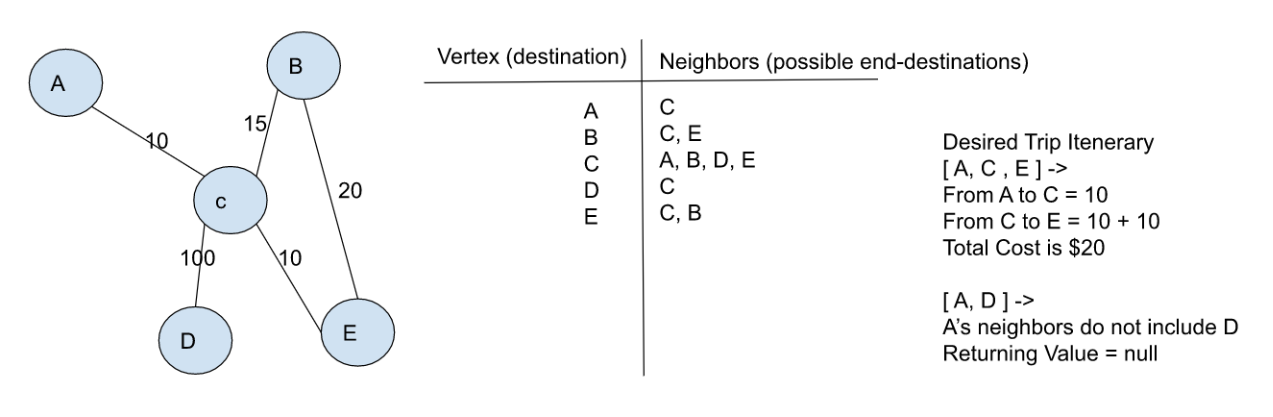 A
B
10
15
c
20
100
10
D
E
Vertex (destination)
Neighbors (possible end-destinations)
A
C
B
C, E
C
A, B, D, E
D
C
E
C, B
Desired Trip Itenerary
[ A, C , E ] ->
From A to C = 10
From C to E = 10 + 10
Total Cost is $20
[ A, D ] ->
A’s neighbors do not include D
Returning Value = null